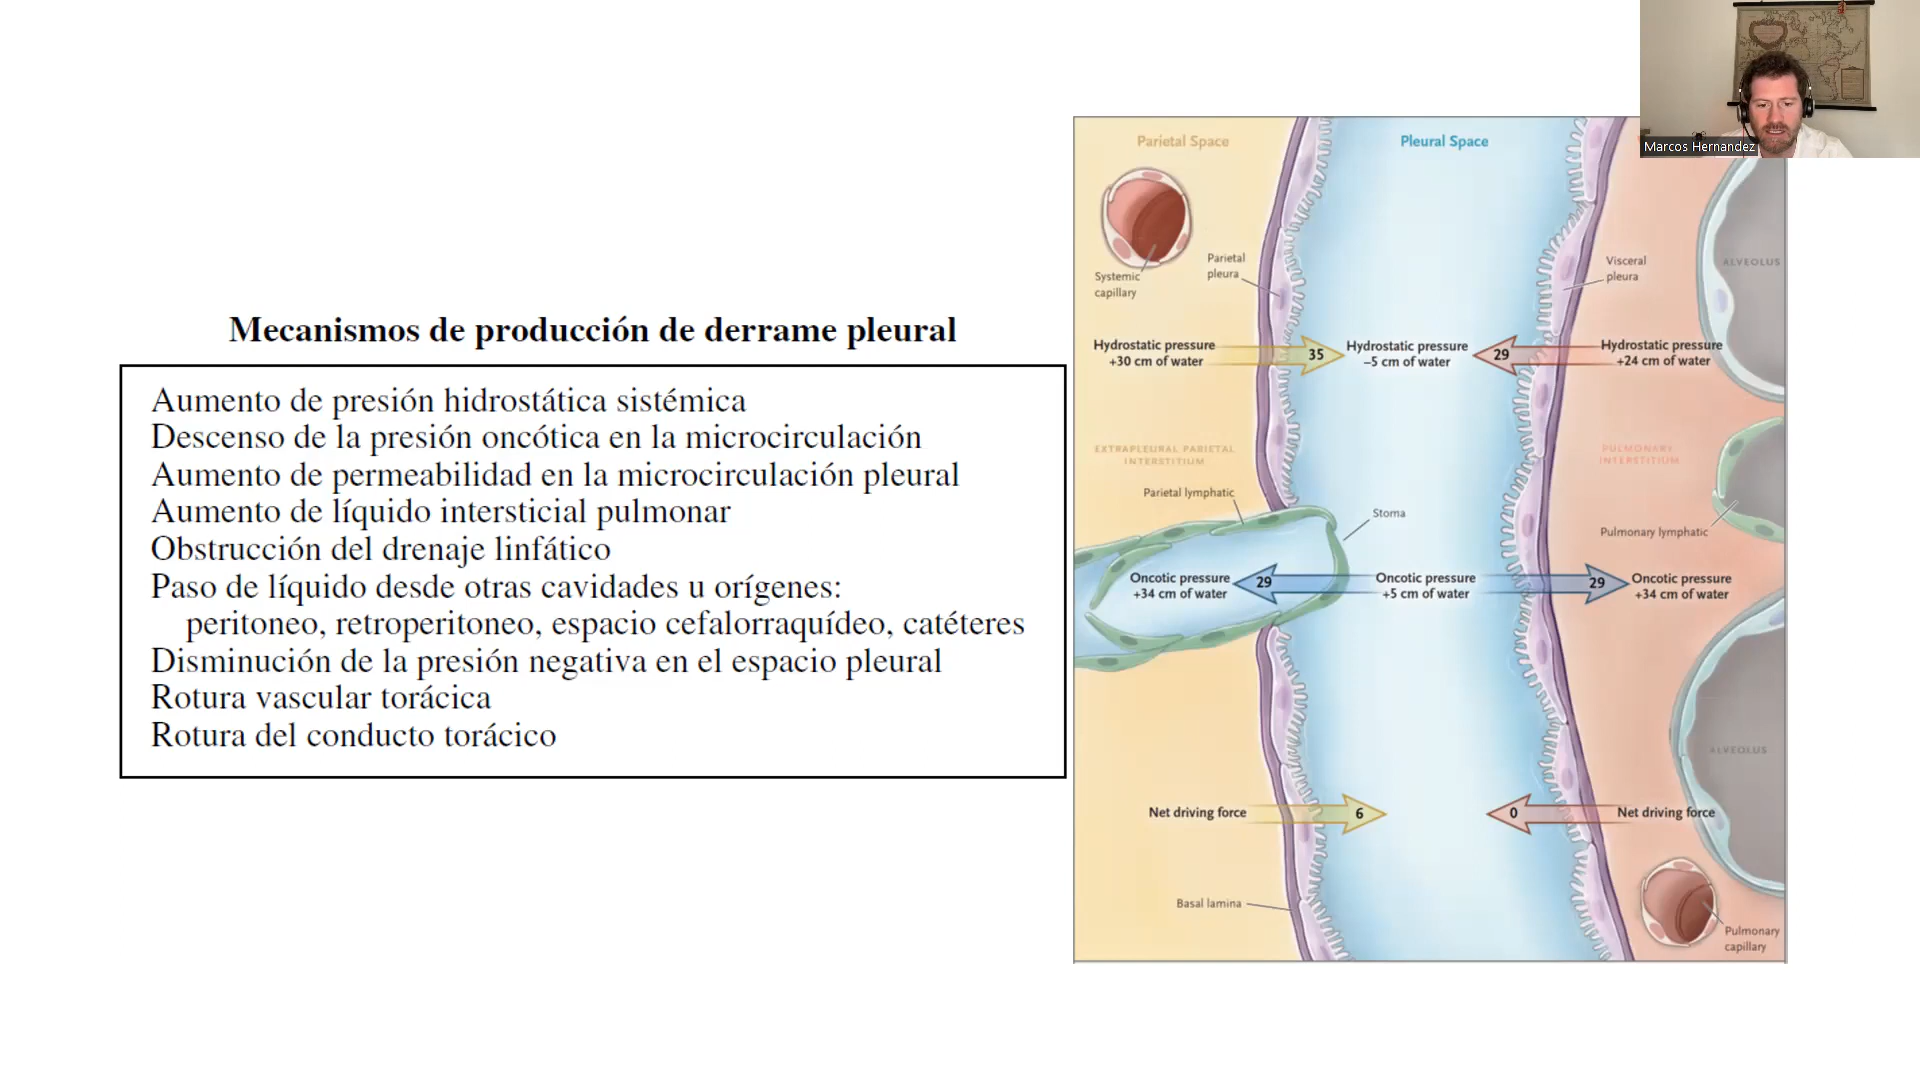 Marcos Hernandez
Mecanismos de producción de derrame pleural
Aumento de presión hidrostática sistémica
Descenso de la presión oncótica en la microcirculación
Aumento de permeabilidad en la microcirculación pleural
Aumento de líquido intersticial pulmonar
Obstrucción del drenaje linfático
Paso de líquido desde otras cavidades u orígenes:
peritoneo, retroperitoneo, espacio cefalorraquídeo, catéteres
Disminución de la presión negativa en el espacio pleural
Rotura vascular torácica
Rotura del conducto torácico
Parietal Space
Pleural Space
Systemic
capillary
Parietal
pleura
Visceral
pleura
ALVEOLUS
Hydrostatic pressure
+30 cm of water
35
Hydrostatic pressure
–5 cm of water
29
Hydrostatic pressure
+24 cm of water
EXTRAPLEURAL PARIETAL
INTERSTITIUM
PULMONARY
INTERSTITIUM
Parietal lymphatic
Stoma
Pulmonary lymphatic
Oncotic pressure
+34 cm of water
29
Oncotic pressure
+5 cm of water
29
Oncotic pressure
+34 cm of water
ALVEOLUS
Net driving force
6
0
Net driving force
Basal lamina
Pulmonary
capillary